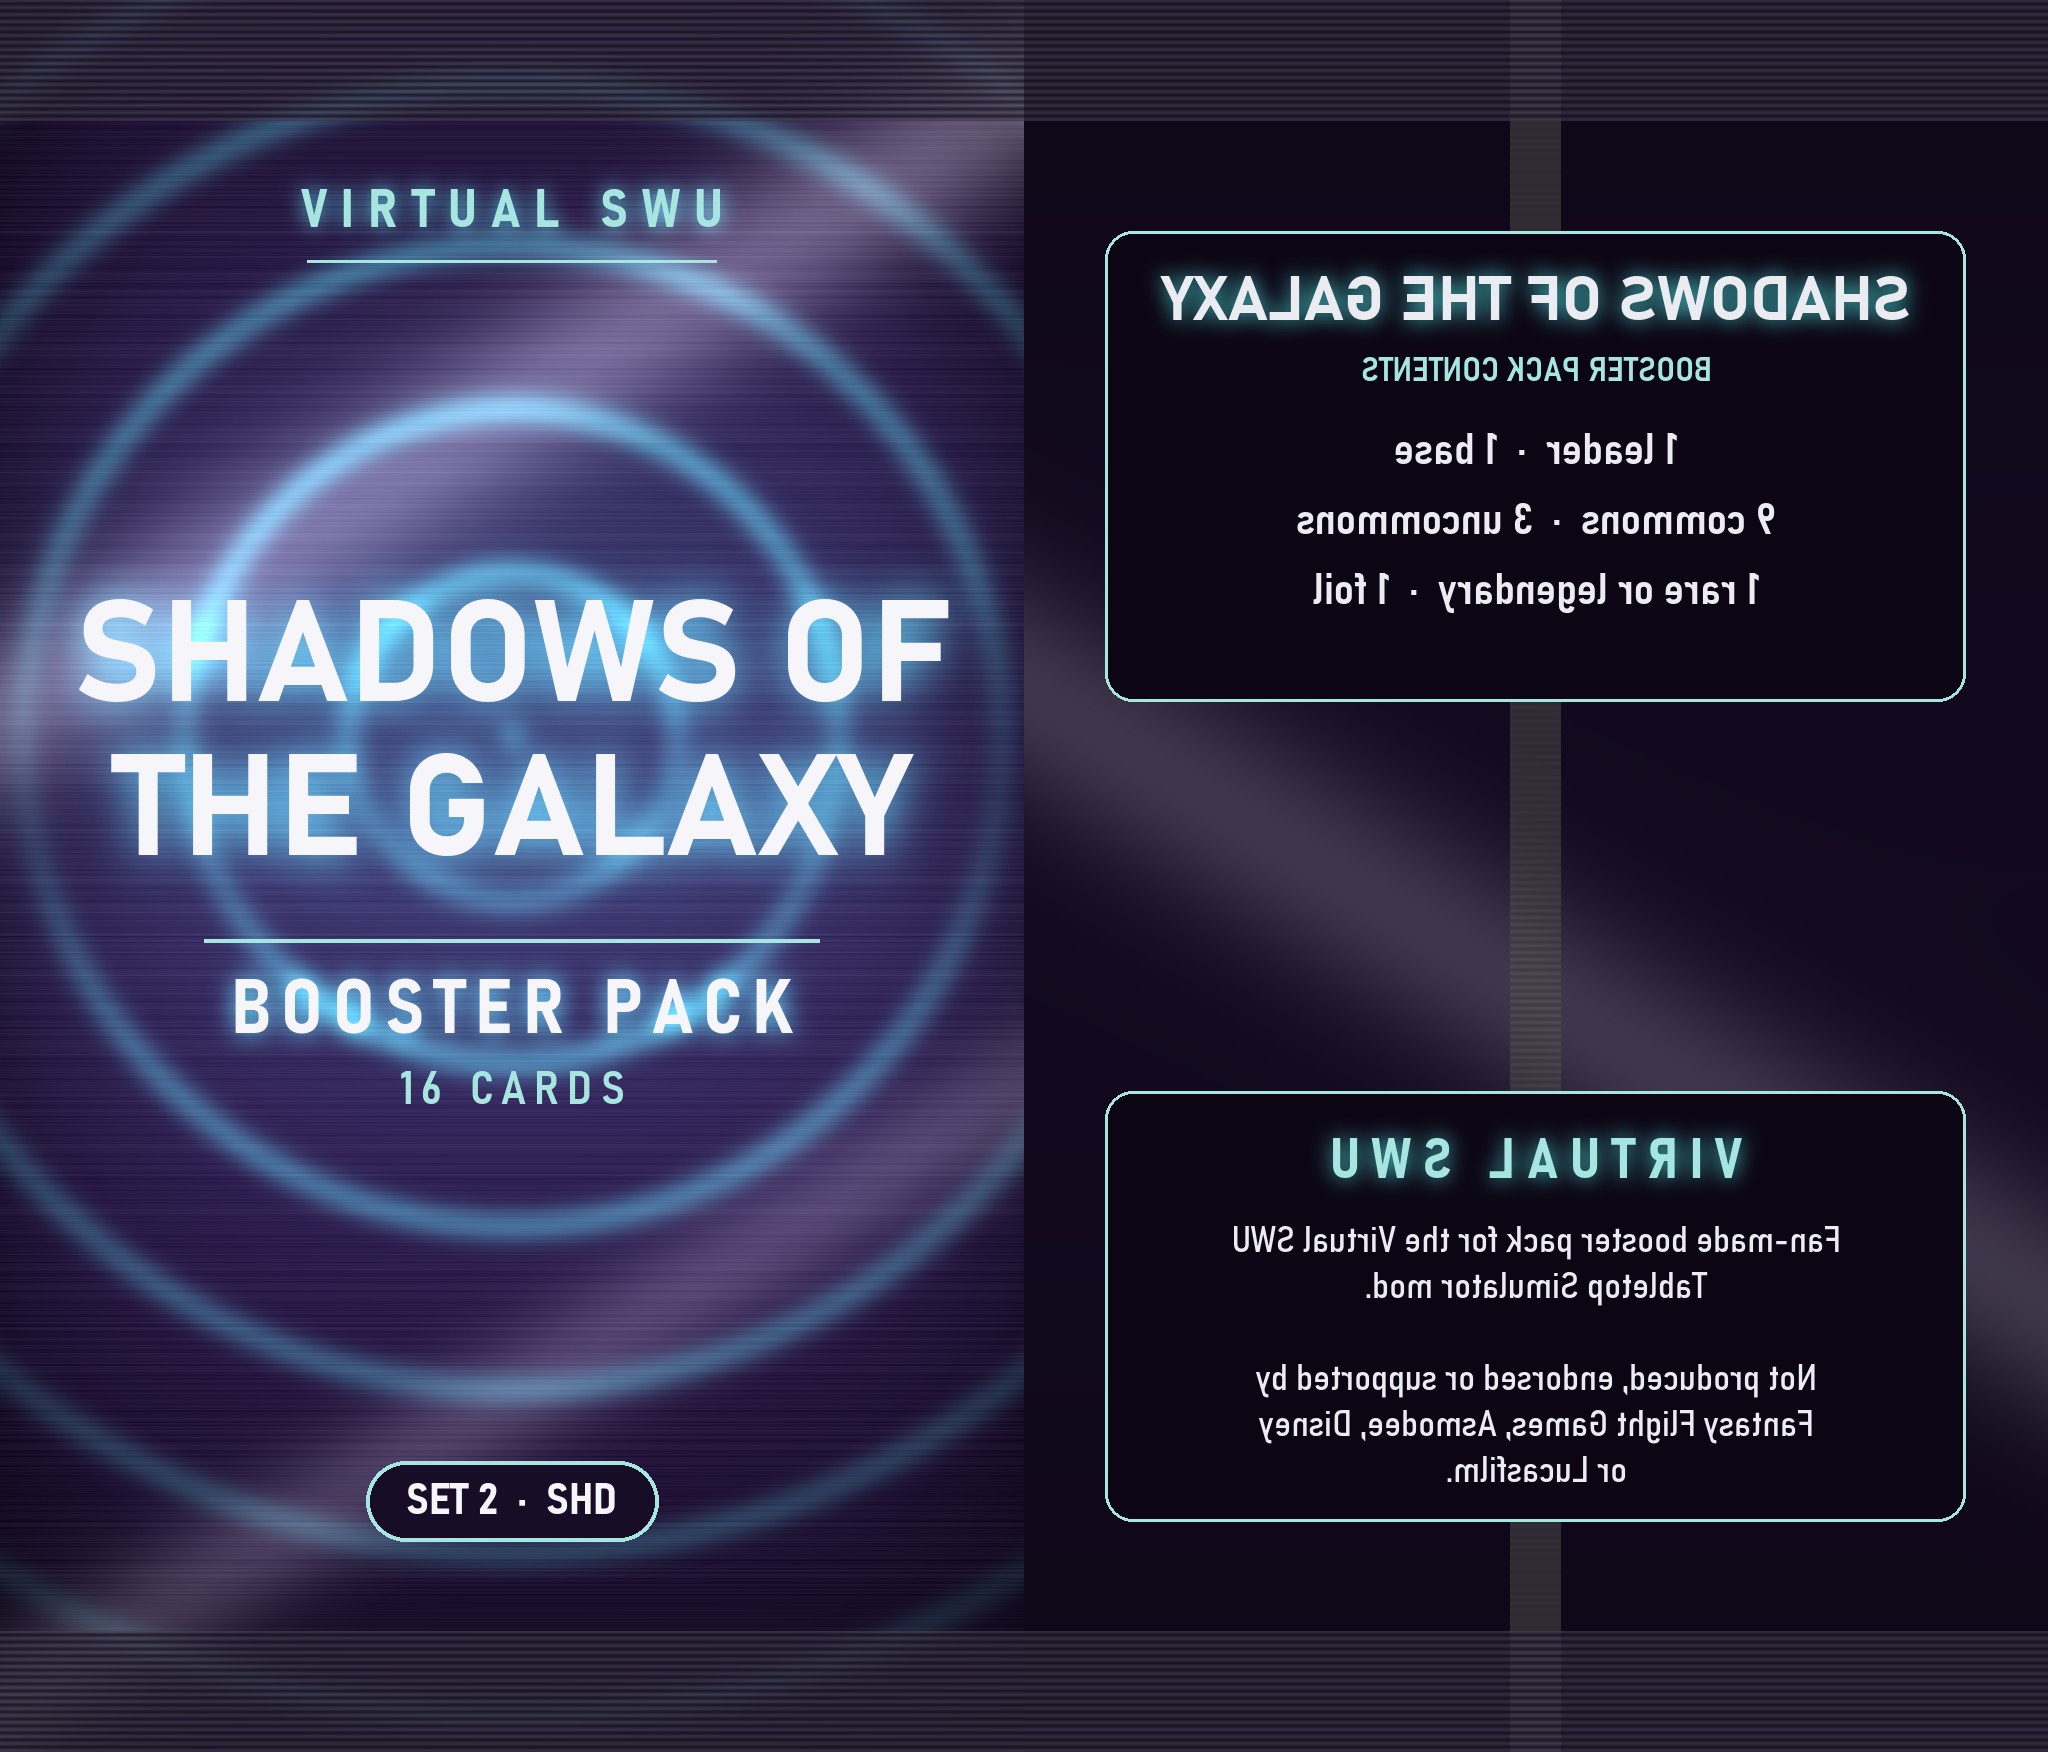 VIRTUAL SWU
SHADOWS OF
THE GALAXY
BOOSTER PACK
16 CARDS
SET 2 · SHD
SHADOWS OF THE GALAXY
BOOSTER PACK CONTENTS
1 leader · 1 base
9 commons · 3 uncommons
1 rare or legendary · 1 foil
VIRTUAL SWU
Fan-made booster pack for the Virtual SWU
Tabletop Simulator mod.
Not produced, endorsed or supported by
Fantasy Flight Games, Asmodee, Disney
or Lucasfilm.